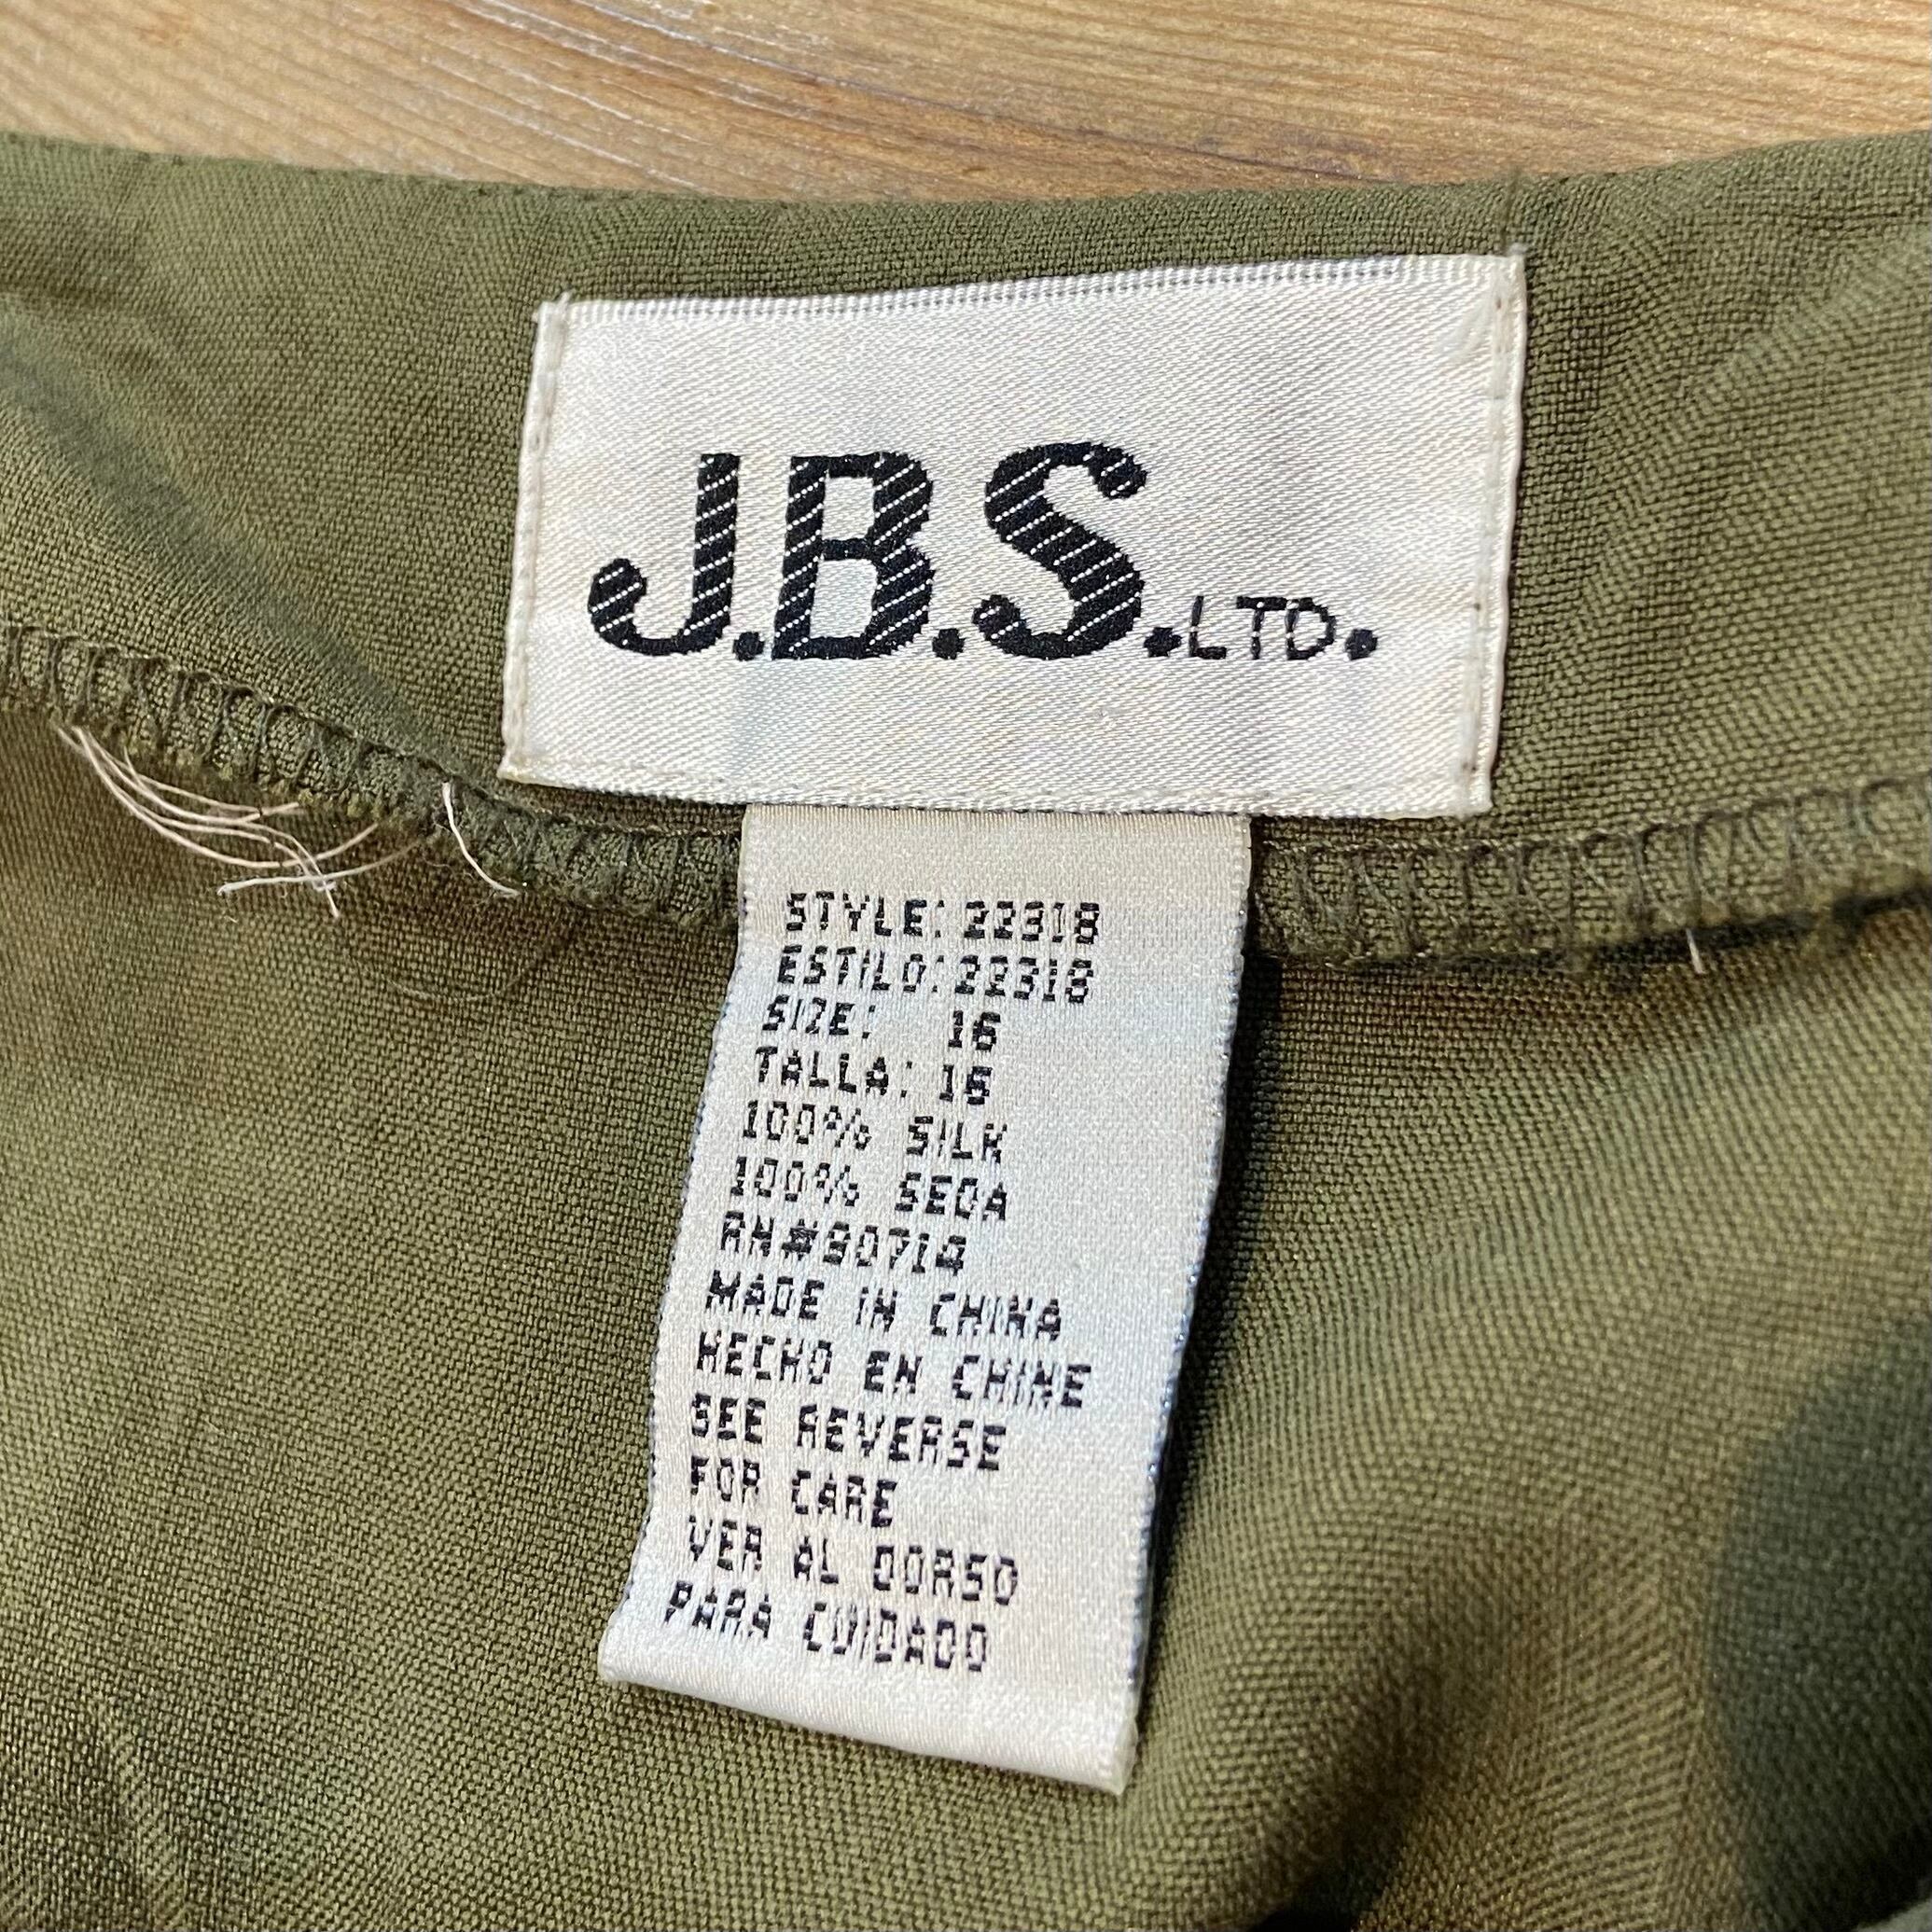 J.B.S.LTD.
STYLE: 22318
ESTILO: 22318
SIZE: 16
TALLA: 16
100% SILK
100% SEDA
RN#90714
MADE IN CHINA
HECHO EN CHINE
SEE REVERSE
FOR CARE
VER AL DORSO
PARA CUIDADO